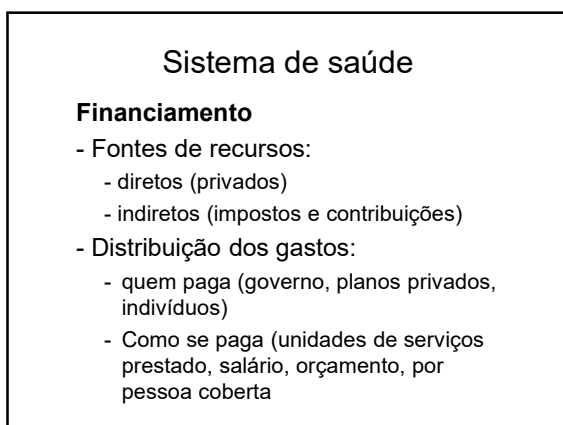 Sistema de saúde
Financiamento
- Fontes de recursos:
- diretos (privados)
- indiretos (impostos e contribuições)
- Distribuição dos gastos:
- quem paga (governo, planos privados,
indivíduos)
- Como se paga (unidades de serviços
prestado, salário, orçamento, por
pessoa coberta